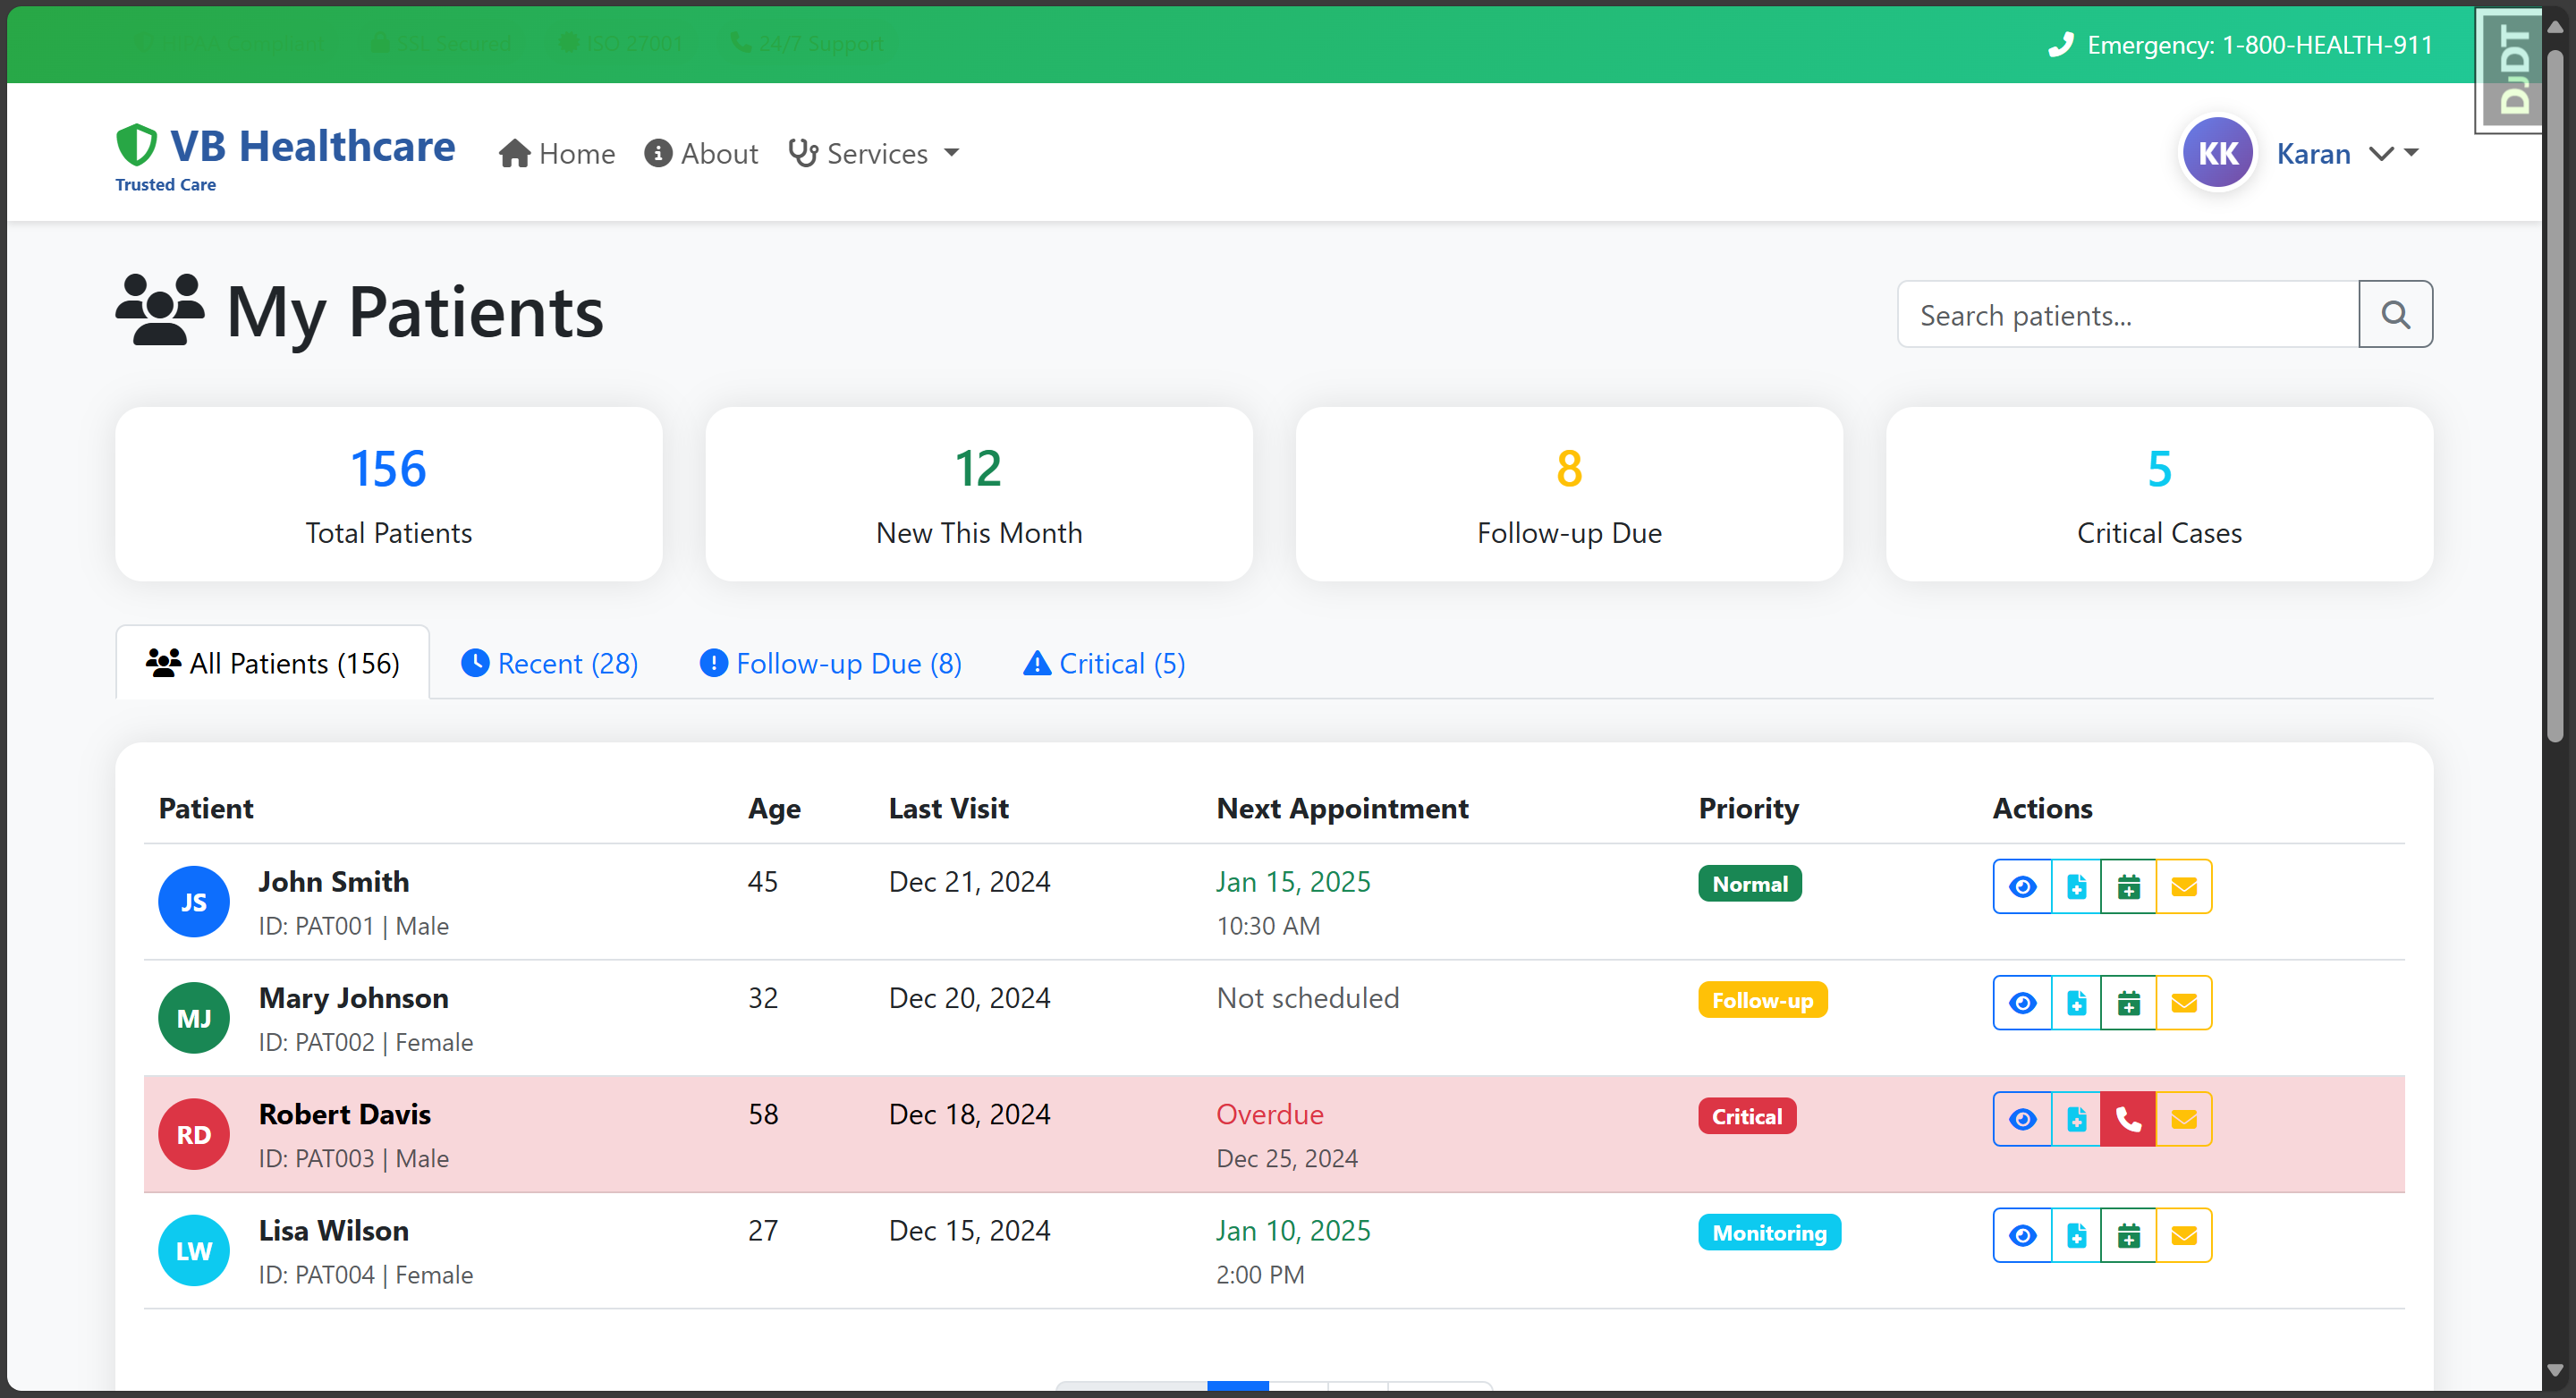 SSL Secured ISO 27001 24/7 Support Emergency: 1-800-HEALTH-911
DjDT
VB Healthcare
Trusted Care
Home About Services
KK Karan
My Patients
Search patients...
156 12 8 5
Total Patients New This Month Follow-up Due Critical Cases
All Patients (156) Recent (28) Follow-up Due (8) Critical (5)
Patient Age Last Visit Next Appointment Priority Actions
JS John Smith 45 Dec 21, 2024 Jan 15, 2025 Normal
ID: PAT001 | Male 10:30 AM
MJ Mary Johnson 32 Dec 20, 2024 Not scheduled Follow-up
ID: PAT002 | Female
RD Robert Davis 58 Dec 18, 2024 Overdue Critical
ID: PAT003 | Male Dec 25, 2024
LW Lisa Wilson 27 Dec 15, 2024 Jan 10, 2025 Monitoring
ID: PAT004 | Female 2:00 PM